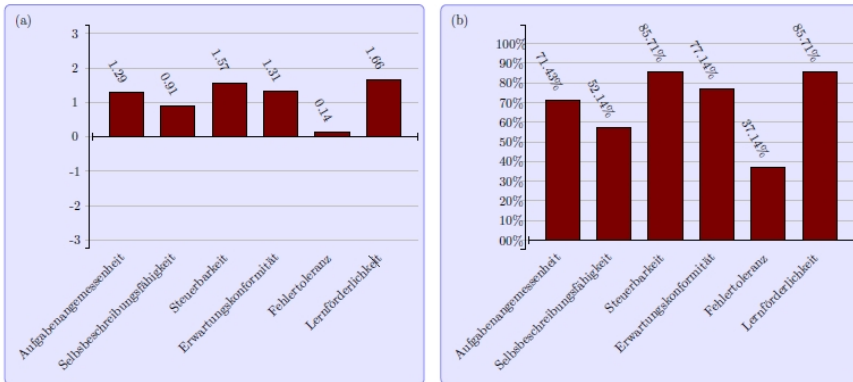 (a)
3
2
1
0
-1
-2
-3
1.29
0.91
1.57
1.31
0.14
1.66
Aufgabenangemessenheit
Selbsbeschreibungsfähigkeit
Steuerbarkeit
Erwartungskonformität
Fehlertoleranz
Lernförderlichkeit
(b)
100%
90%
80%
70%
60%
50%
40%
30%
20%
10%
00%
71.43%
52.14%
85.71%
77.14%
37.14%
85.71%
Aufgabenangemessenheit
Selbsbeschreibungsfähigkeit
Steuerbarkeit
Erwartungskonformität
Fehlertoleranz
Lernförderlichkeit